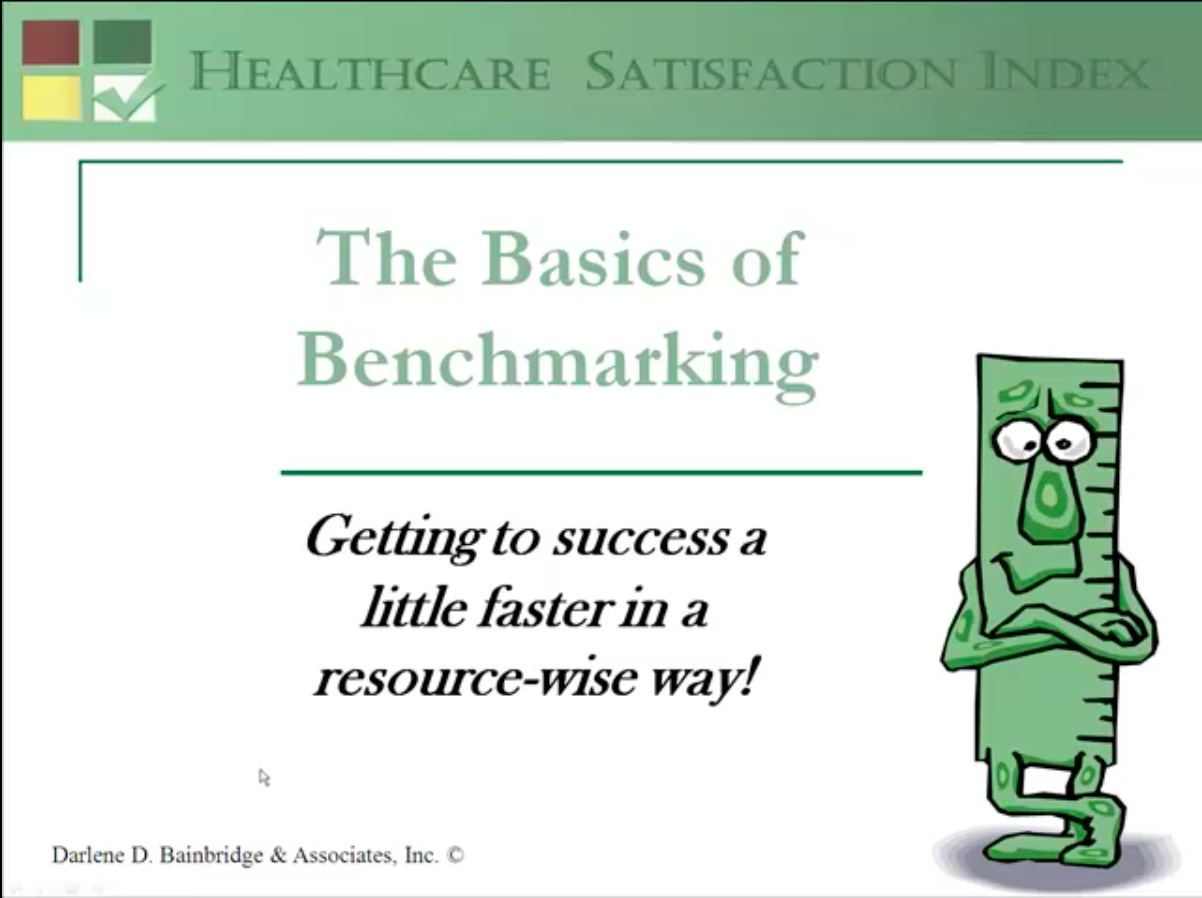 HEALTHCARE SATISFACTION INDEX
The Basics of
Benchmarking
Getting to success a
little faster in a
resource-wise way!
Darlene D. Bainbridge & Associates, Inc. ©